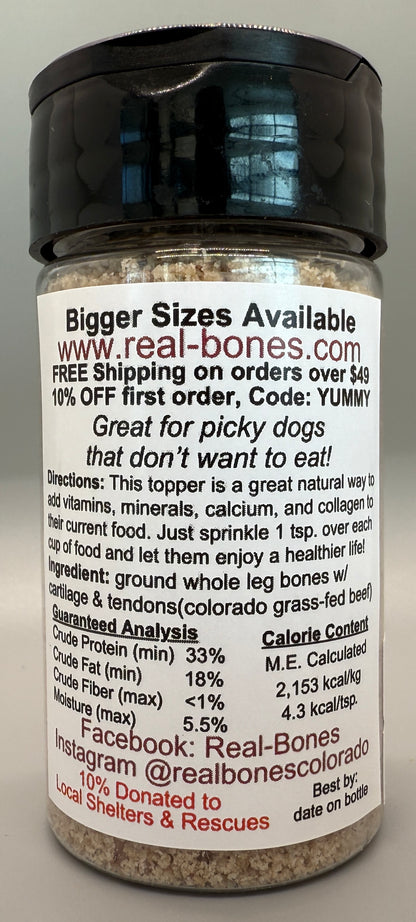 Bigger Sizes Available
www.real-bones.com
FREE Shipping on orders over $49
10% OFF first order, Code: YUMMY
Great for picky dogs
that don't want to eat!
Directions: This topper is a great natural way to
add vitamins, minerals, calcium, and collagen to
their current food. Just sprinkle 1 tsp. over each
cup of food and let them enjoy a healthier life!
Ingredient: ground whole leg bones w/
cartilage & tendons(colorado grass-fed beef)
Guaranteed Analysis
Crude Protein (min) 33%
Crude Fat (min) 18%
Crude Fiber (max) <1%
Moisture (max) 5.5%
Calorie Content
M.E. Calculated
2,153 kcal/kg
4.3 kcal/tsp.
Facebook: Real-Bones
Instagram @realbonescolorado
10% Donated to
Local Shelters & Rescues
Best by:
date on bottle